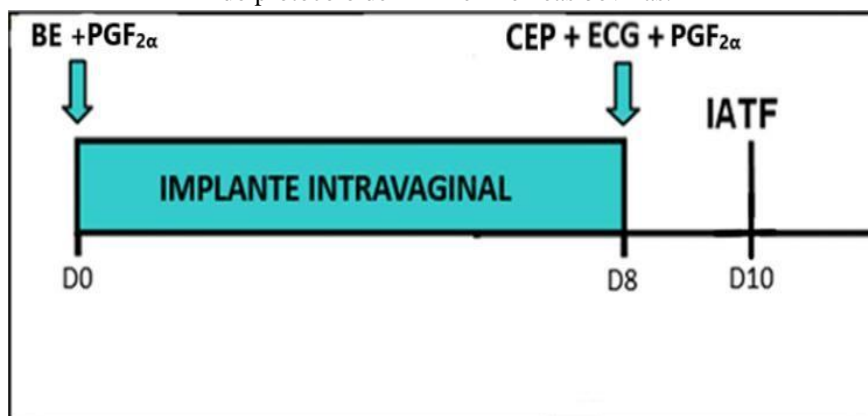 BE +PGF2α
CEP + ECG + PGF2α
IATF
IMPLANTE INTRAVAGINAL
D0
D8
D10